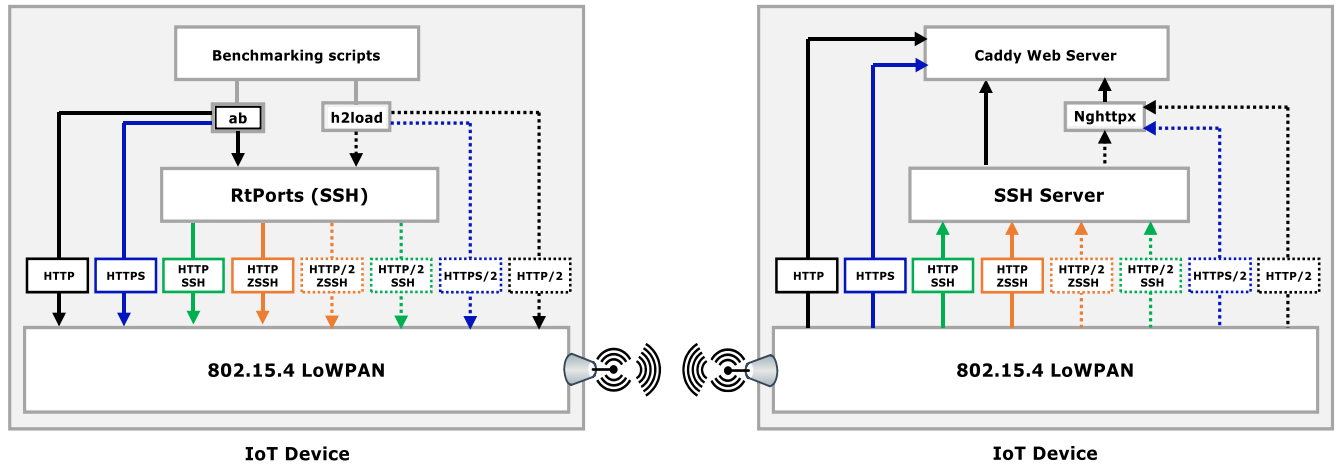 Benchmarking scripts
ab
h2load
RtPorts (SSH)
HTTP
HTTPS
HTTP
SSH
HTTP
ZSSH
HTTP/2
ZSSH
HTTP/2
SSH
HTTPS/2
HTTP/2
802.15.4 LoWPAN
IoT Device
Caddy Web Server
Nghttpx
SSH Server
HTTP
HTTPS
HTTP
SSH
HTTP
ZSSH
HTTP/2
ZSSH
HTTP/2
SSH
HTTPS/2
HTTP/2
802.15.4 LoWPAN
IoT Device